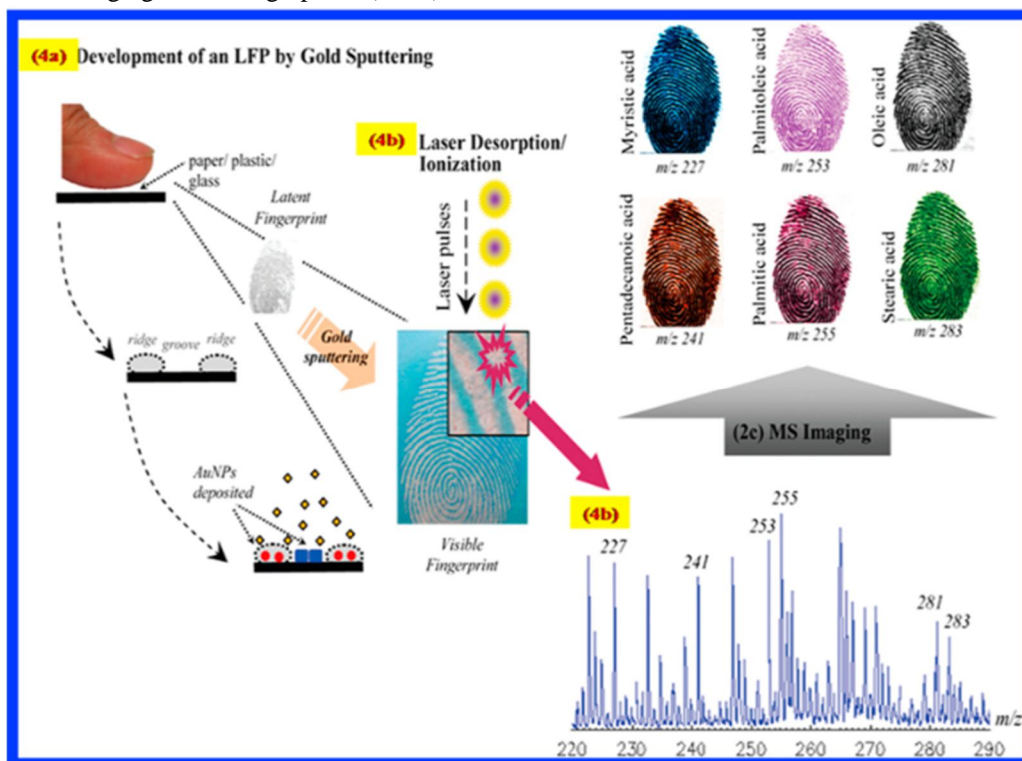 (4a) Development of an LFP by Gold Sputtering
paper/ plastic/
glass
Latent
Fingerprint
ridge groove ridge
Gold
sputtering
AuNPs
deposited
Visible
Fingerprint
(4b) Laser Desorption/
Ionization
Laser pulses
Myristic acid
m/z 227
Palmitoleic acid
m/z 253
Oleic acid
m/z 281
Pentadecanoic acid
m/z 241
Palmitic acid
m/z 255
Stearic acid
m/z 283
(2c) MS Imaging
(4b)
227
241
253
255
281
283
m/z
220 230 240 250 260 270 280 290